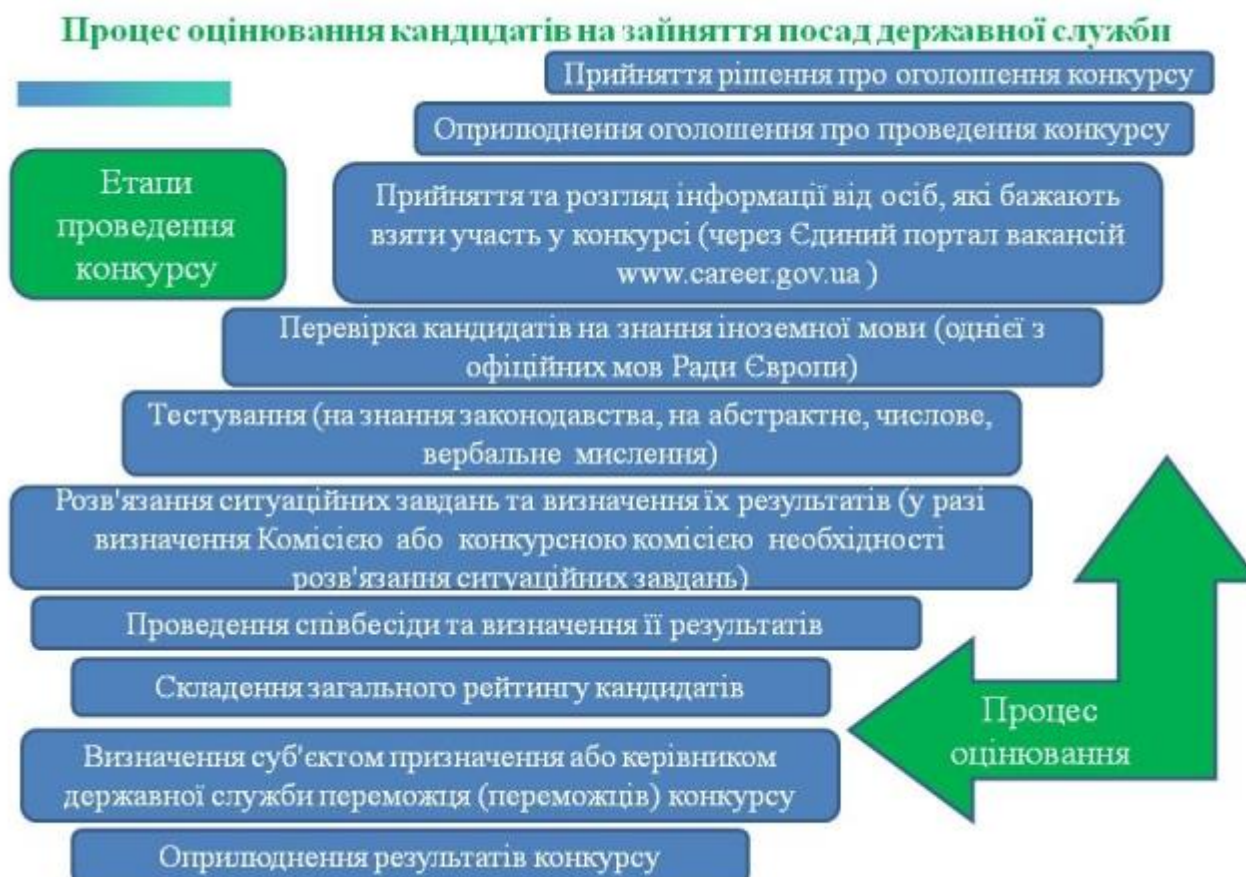 Процес оцінювання кандидатів на зайняття посад державної служби
Прийняття рішення про оголошення конкурсу
Оприлюднення оголошення про проведення конкурсу
Етапи
проведення
конкурсу
Прийняття та розгляд інформації від осіб, які бажають
взяти участь у конкурсі (через Єдиний портал вакансій
www.career.gov.ua )
Перевірка кандидатів на знання іноземної мови (однієї з
офіційних мов Ради Європи)
Тестування (на знання законодавства, на абстрактне, числове,
вербальне мислення)
Розв'язання ситуаційних завдань та визначення їх результатів (у разі
визначення Комісією або конкурсною комісією необхідності
розв'язання ситуаційних завдань)
Проведення співбесіди та визначення її результатів
Складення загального рейтингу кандидатів
Процес
оцінювання
Визначення суб'єктом призначення або керівником
державної служби переможця (переможців) конкурсу
Оприлюднення результатів конкурсу